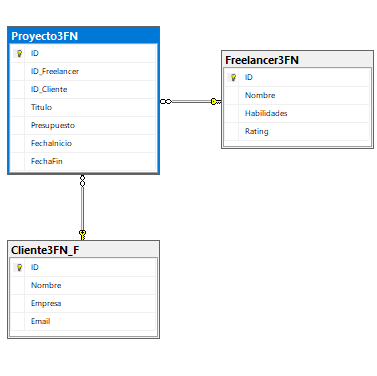 Proyecto3FN
ID
ID_Freelancer
ID_Cliente
Titulo
Presupuesto
FechaInicio
FechaFin
Freelancer3FN
ID
Nombre
Habilidades
Rating
Cliente3FN_F
ID
Nombre
Empresa
Email